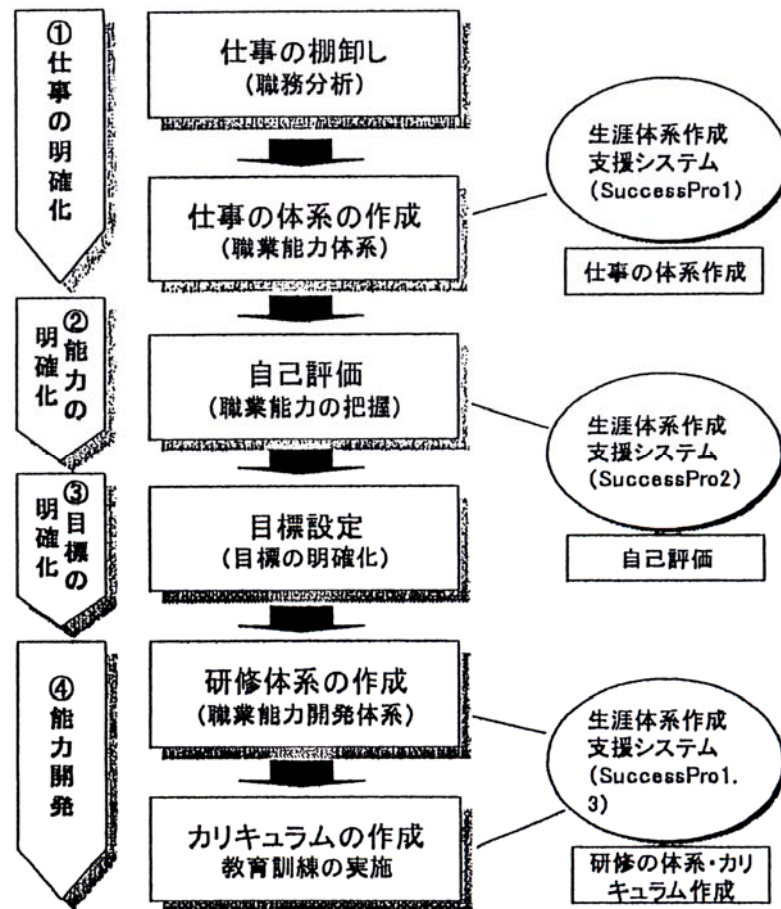 ①仕事の明確化
仕事の棚卸し
(職務分析)
仕事の体系の作成
(職業能力体系)
生涯体系作成
支援システム
(SuccessPro1)
仕事の体系作成
②能力の
明確化
自己評価
(職業能力の把握)
生涯体系作成
支援システム
(SuccessPro2)
自己評価
③目標の
明確化
目標設定
(目標の明確化)
④能力開発
研修体系の作成
(職業能力開発体系)
カリキュラムの作成
教育訓練の実施
生涯体系作成
支援システム
(SuccessPro1.
3)
研修の体系・カリ
キュラム作成